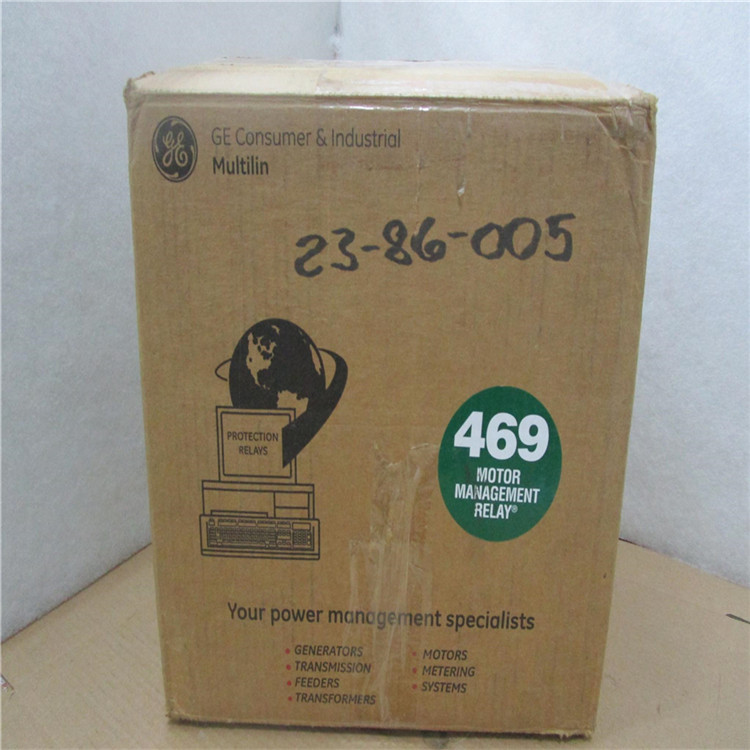 GE
GE Consumer & Industrial
Multilin
23-86-005
PROTECTION
RELAYS
469
MOTOR
MANAGEMENT
RELAY®
Your power management specialists
• GENERATORS
• TRANSMISSION
• FEEDERS
• TRANSFORMERS
• MOTORS
• METERING
• SYSTEMS